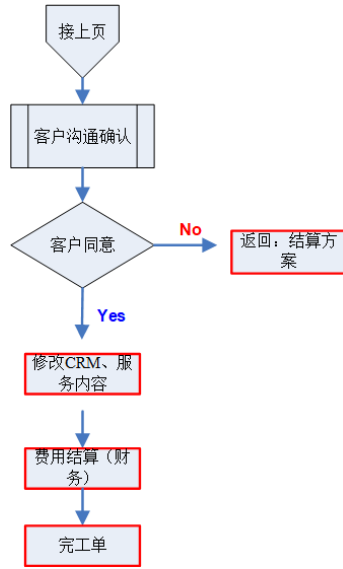 接上页
客户沟通确认
客户同意
No
返回：结算方
案
Yes
修改CRM、服
务内容
费用结算（财
务）
完工单